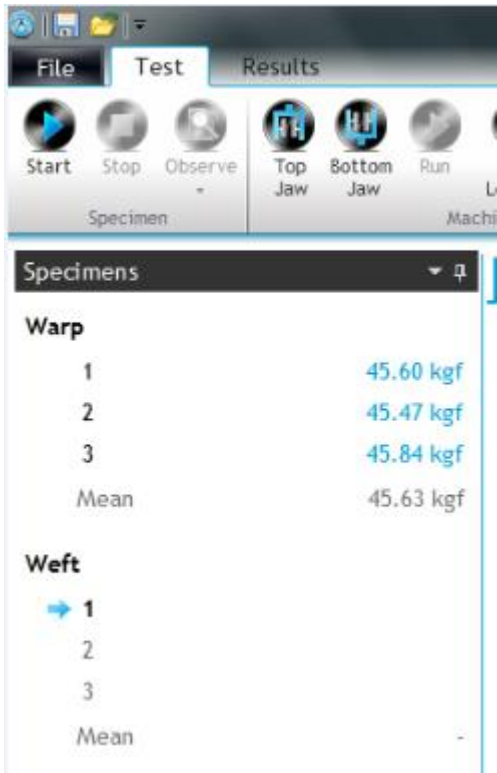 File Test Results
Start Stop Observe Top Jaw Bottom Jaw Run
Specimen
Specimens
Warp
1 45.60 kgf
2 45.47 kgf
3 45.84 kgf
Mean 45.63 kgf
Weft
1
2
3
Mean -